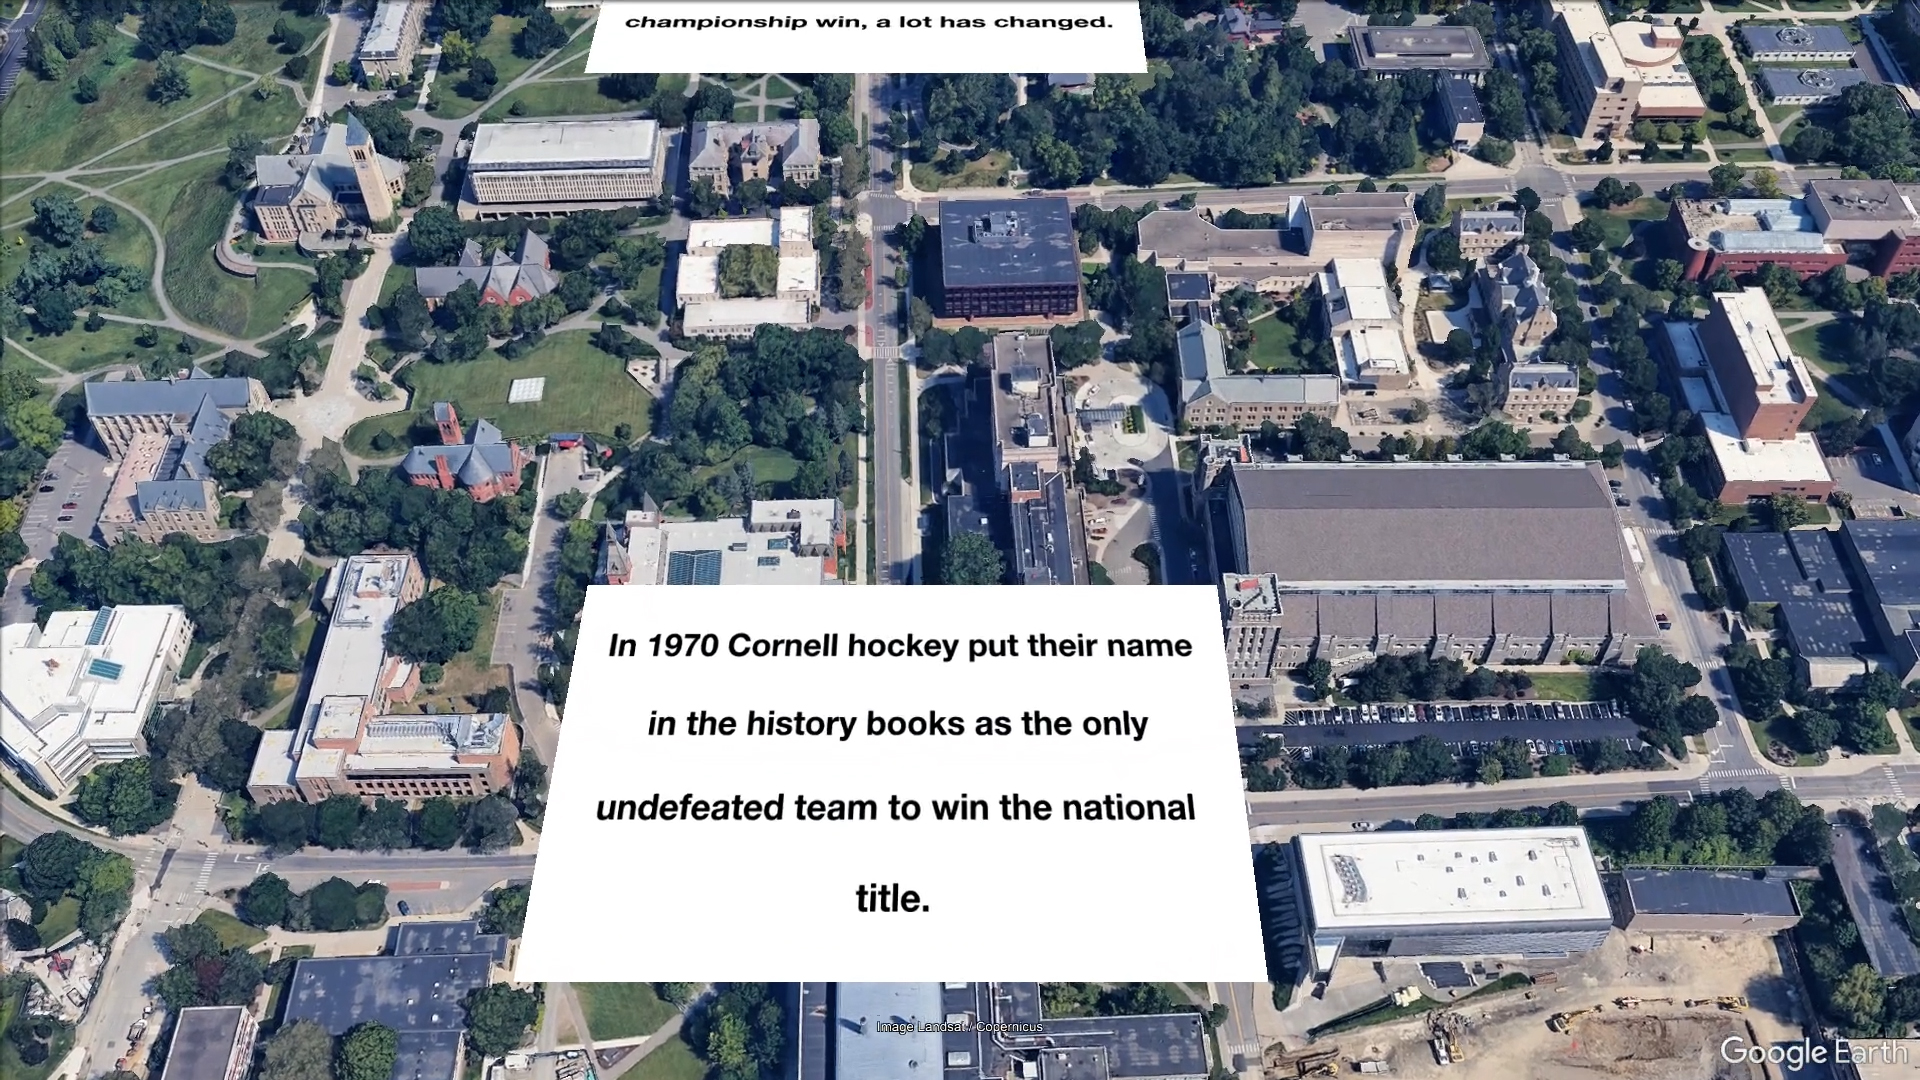 championship win, a lot has changed.
In 1970 Cornell hockey put their name
in the history books as the only
undefeated team to win the national
title.
Image Landsat / Copernicus
Google Earth